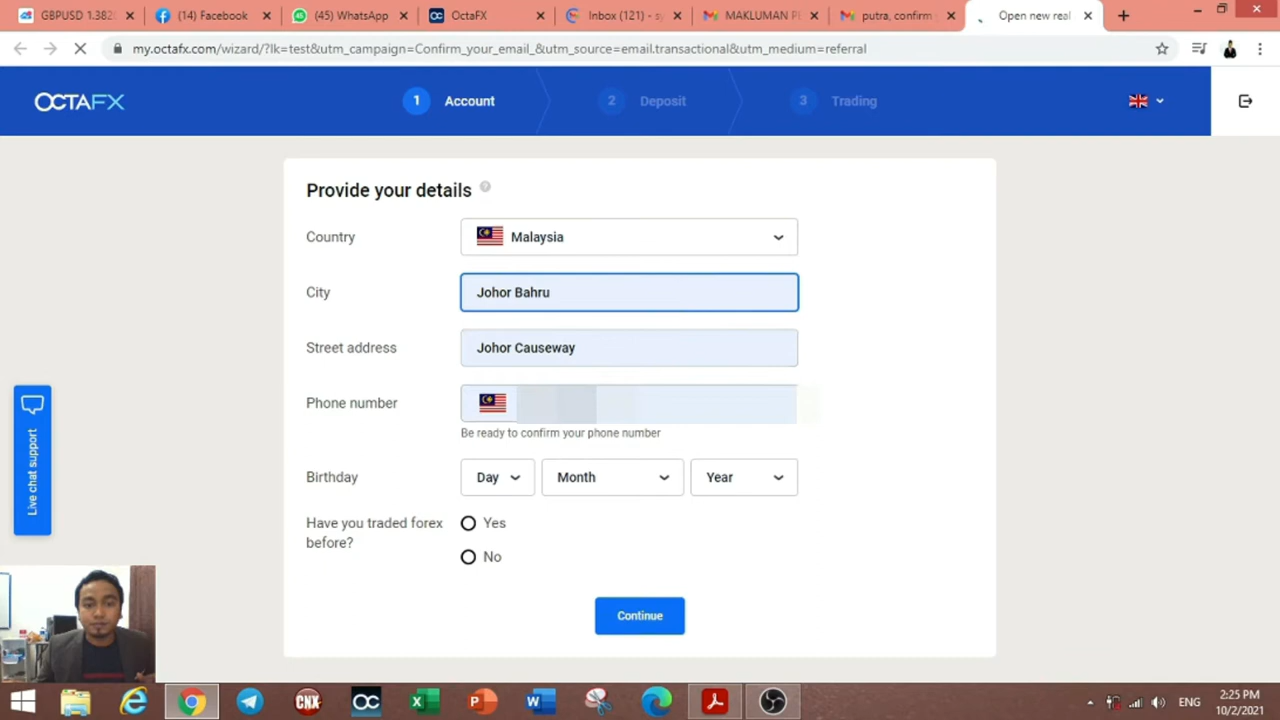 GBPUSD 1.382
(14) Facebook
(45) WhatsApp
OctaFX
Inbox (121) - sy
MAKLUMAN PE
putra, confirm
Open new real
my.octafx.com/wizard/?lk=test&utm_campaign=Confirm_your_email_&utm_source=email.transactional&utm_medium=referral
OCTAFX
1 Account
2 Deposit
3 Trading
Provide your details ?
Country
Malaysia
City
Johor Bahru
Street address
Johor Causeway
Phone number
Be ready to confirm your phone number
Birthday
Day
Month
Year
Have you traded forex
before?
Yes
No
Continue
Live chat support
CNX
OC
ENG
2:25 PM
10/2/2021